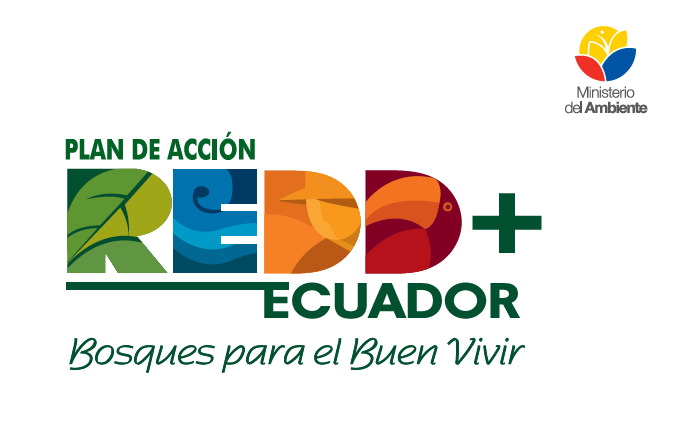 Ministerio
del Ambiente
PLAN DE ACCIÓN
REDD+
ECUADOR
Bosques para el Buen Vivir